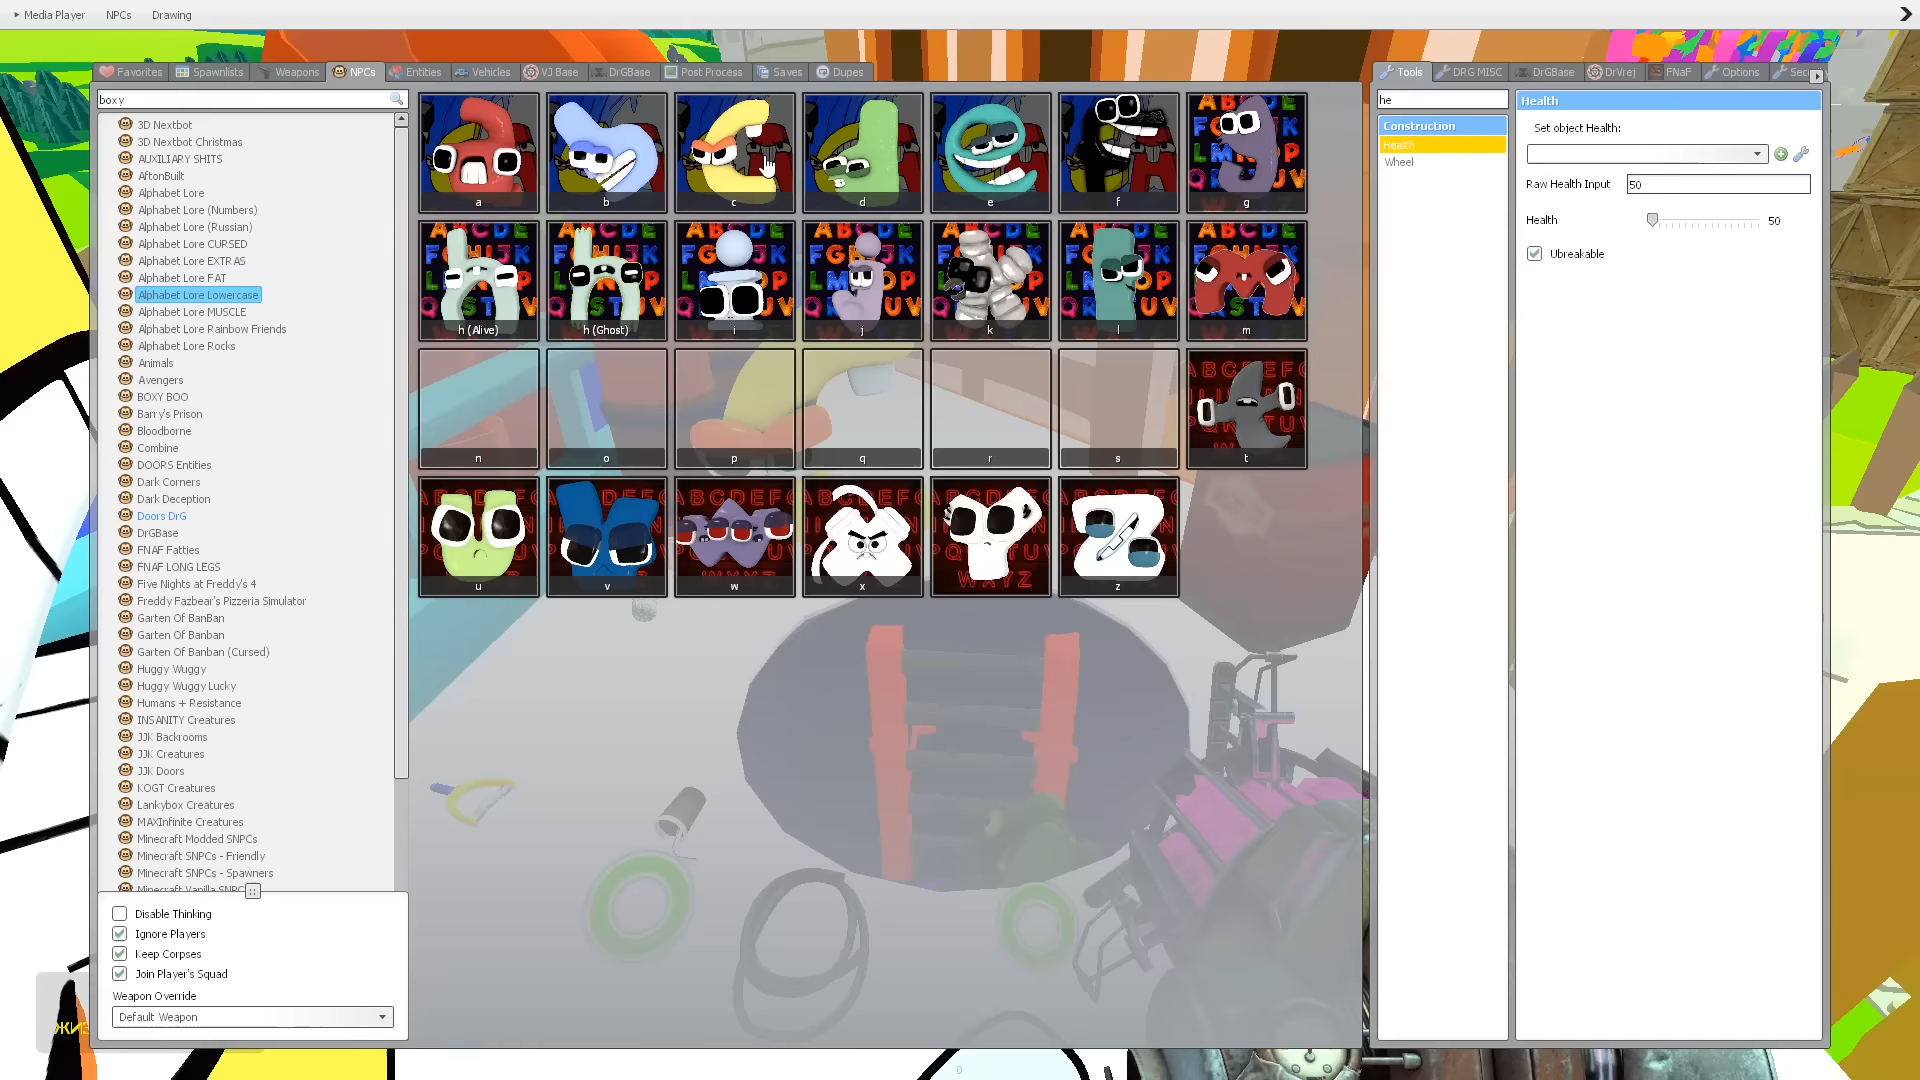 Media Player NPCs Drawing
Favorites Spawnlists Weapons NPCs Entities Vehicles VJ Base DrGBase Post Process Saves Dupes
Tools DRG MISC DrGBase DrVrej FNaF Options
boxy
3D Nextbot
3D Nextbot Christmas
AUXILIARY SHITS
AftonBuilt
Alphabet Lore
Alphabet Lore (Numbers)
Alphabet Lore (Russian)
Alphabet Lore CURSED
Alphabet Lore EXTRAS
Alphabet Lore FAT
Alphabet Lore Lowercase
Alphabet Lore MUSCLE
Alphabet Lore Rainbow Friends
Alphabet Lore Rocks
Animals
Avengers
BOXY BOO
Barry's Prison
Bloodborne
Combine
DOORS Entities
Dark Corners
Dark Deception
Doors DrG
DrGBase
FNAF Fatties
FNAF LONG LEGS
Five Nights at Freddy's 4
Freddy Fazbear's Pizzeria Simulator
Garten Of BanBan
Garten Of Banban
Garten Of Banban (Cursed)
Huggy Wuggy
Huggy Wuggy Lucky
Humans + Resistance
INSANITY Creatures
JJK Backrooms
JJK Creatures
JJK Doors
KOGT Creatures
Lankybox Creatures
MAXInfinite Creatures
Minecraft Modded SNPCs
Minecraft SNPCs - Friendly
Minecraft SNPCs - Spawners
Minecraft Vanilla SNPC
Disable Thinking
Ignore Players
Keep Corpses
Join Player's Squad
Weapon Override
Default Weapon
a b c d e f g
h (Alive) h (Ghost) i j k l m
n o p q r s t
u v w x y z
he
Construction
Health
Wheel
Health
Set object Health:
Raw Health Input 50
Health 50
Ubreakable
0